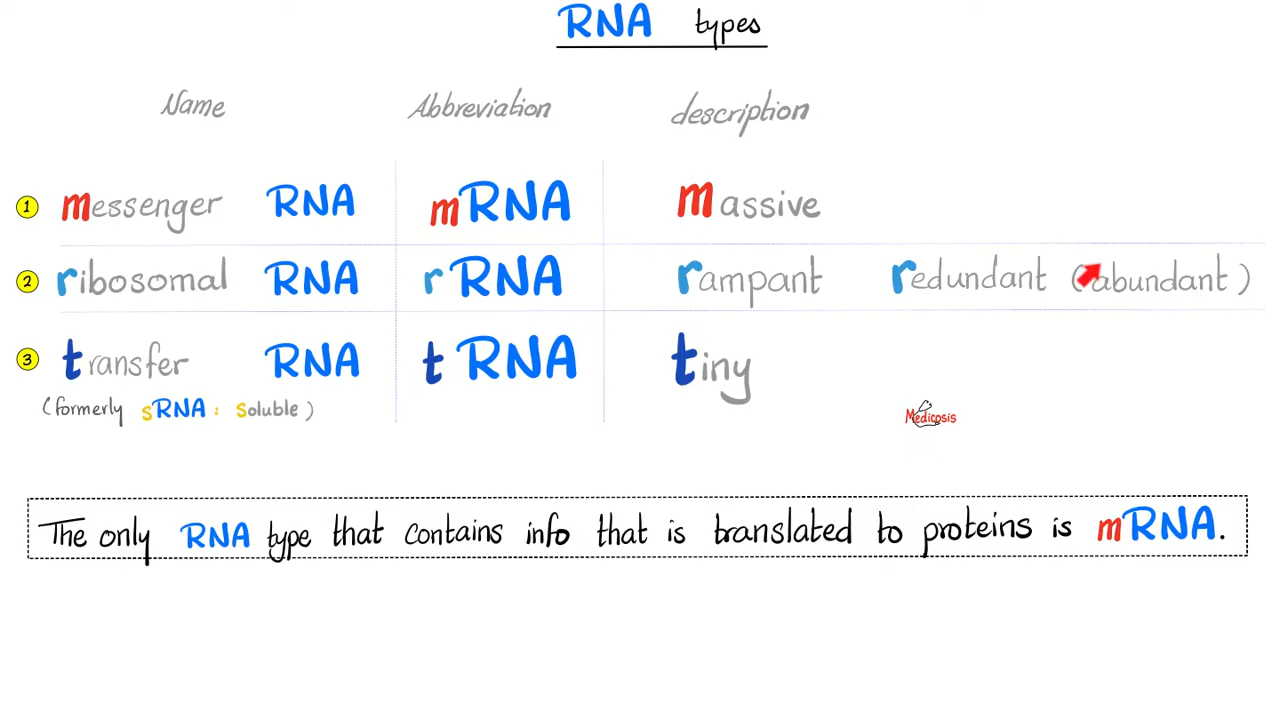 RNA types
Name Abbreviation description
1 messenger RNA mRNA massive
2 ribosomal RNA rRNA rampant redundant (abundant)
3 transfer RNA tRNA tiny
(formerly sRNA: soluble)
Medicosis
The only RNA type that contains info that is translated to proteins is mRNA.